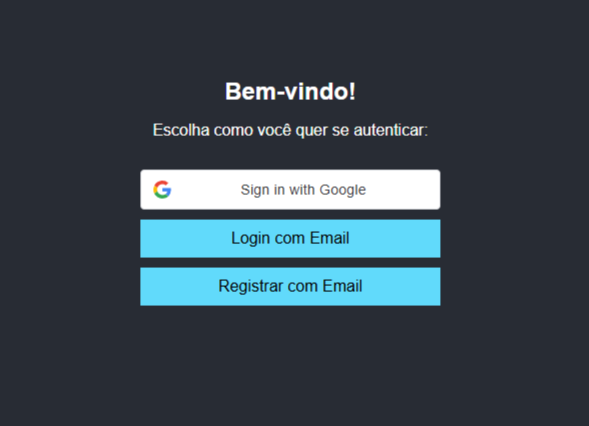 Bem-vindo!
Escolha como você quer se autenticar:
Sign in with Google
Login com Email
Registrar com Email